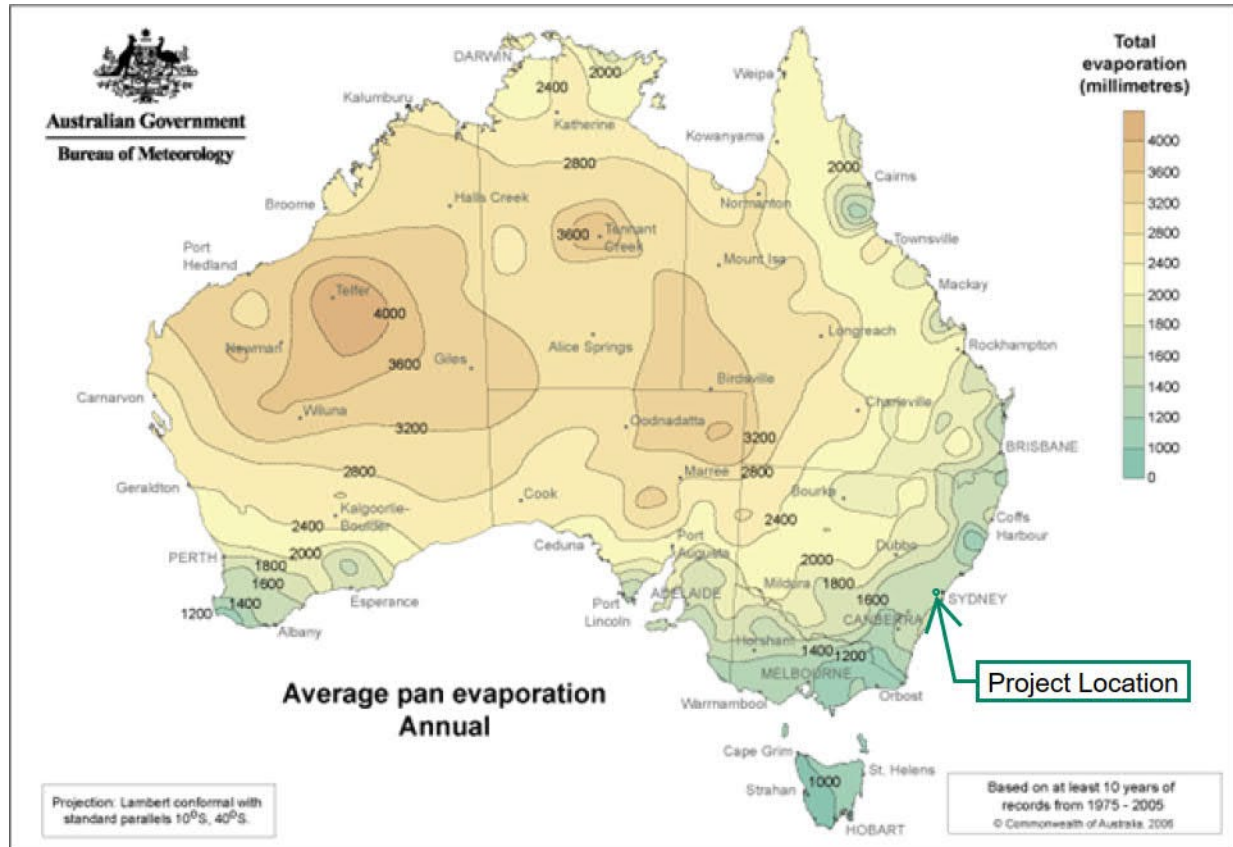 Australian Government
Bureau of Meteorology
Total
evaporation
(millimetres)
4000
3600
3200
2800
2400
2000
1800
1600
1400
1200
1000
0
DARWIN
2000
2400
Weipa
Kalumburu
Katherine
Kowanyama
2800
2000
Cairns
Halls Creek
Normanton
Broome
3600
Tennant
Creek
Townsville
Port
Hedland
Mount Isa
Mackay
Telfer
4000
Longreach
Newman
Alice Springs
Rockhampton
3600
Giles
Birdsville
Carnarvon
Wiluna
Charleville
3200
Oodnadatta
3200
BRISBANE
2800
Marree
2800
Geraldton
Cook
Bourke
Kalgoorlie-
Boulder
2400
2400
Coffs
Harbour
PERTH
2000
Ceduna
Port
Augusta
2000
Dubbo
1800
1600
Mildura
1800
1600
SYDNEY
1200
1400
Esperance
Port
Lincoln
ADELAIDE
CANBERRA
Albany
Horsham
1400
1200
MELBOURNE
Project Location
Average pan evaporation
Annual
Warrnambool
Orbost
Cape Grim
1000
St. Helens
Strahan
HOBART
Projection: Lambert conformal with
standard parallels 10°S, 40°S.
Based on at least 10 years of
records from 1975 - 2005
© Commonwealth of Australia, 2006